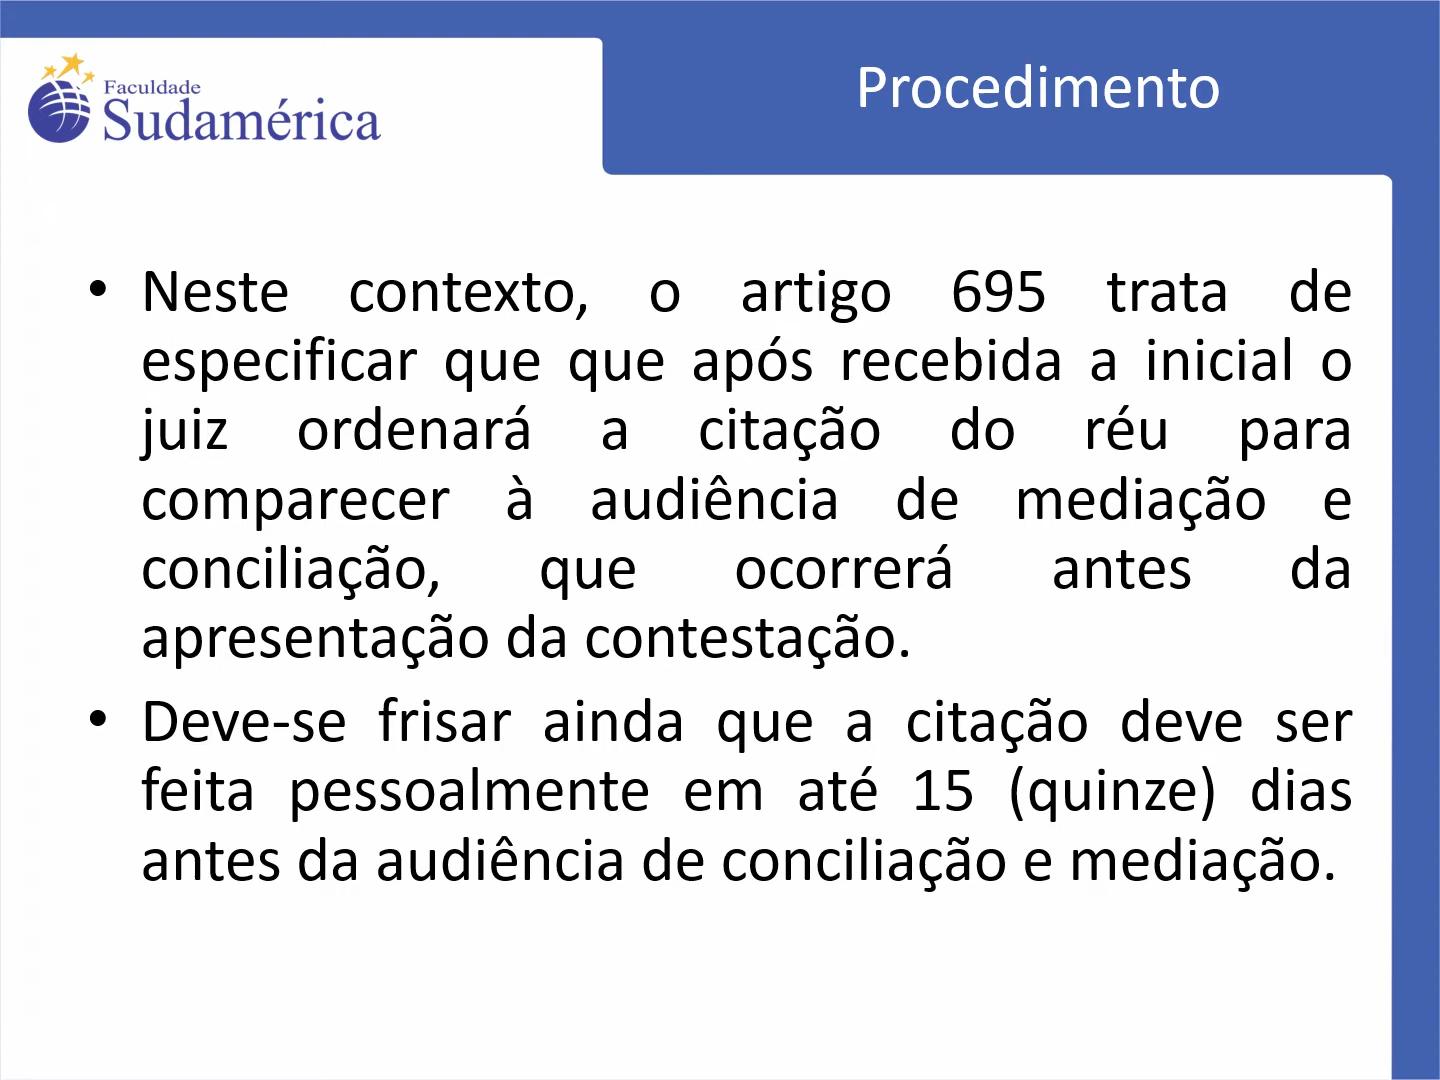 Faculdade
Sudamérica
Procedimento
• Neste contexto, o artigo 695 trata de
especificar que que após recebida a inicial o
juiz ordenará a citação do réu para
comparecer à audiência de mediação e
conciliação, que ocorrerá antes da
apresentação da contestação.
• Deve-se frisar ainda que a citação deve ser
feita pessoalmente em até 15 (quinze) dias
antes da audiência de conciliação e mediação.